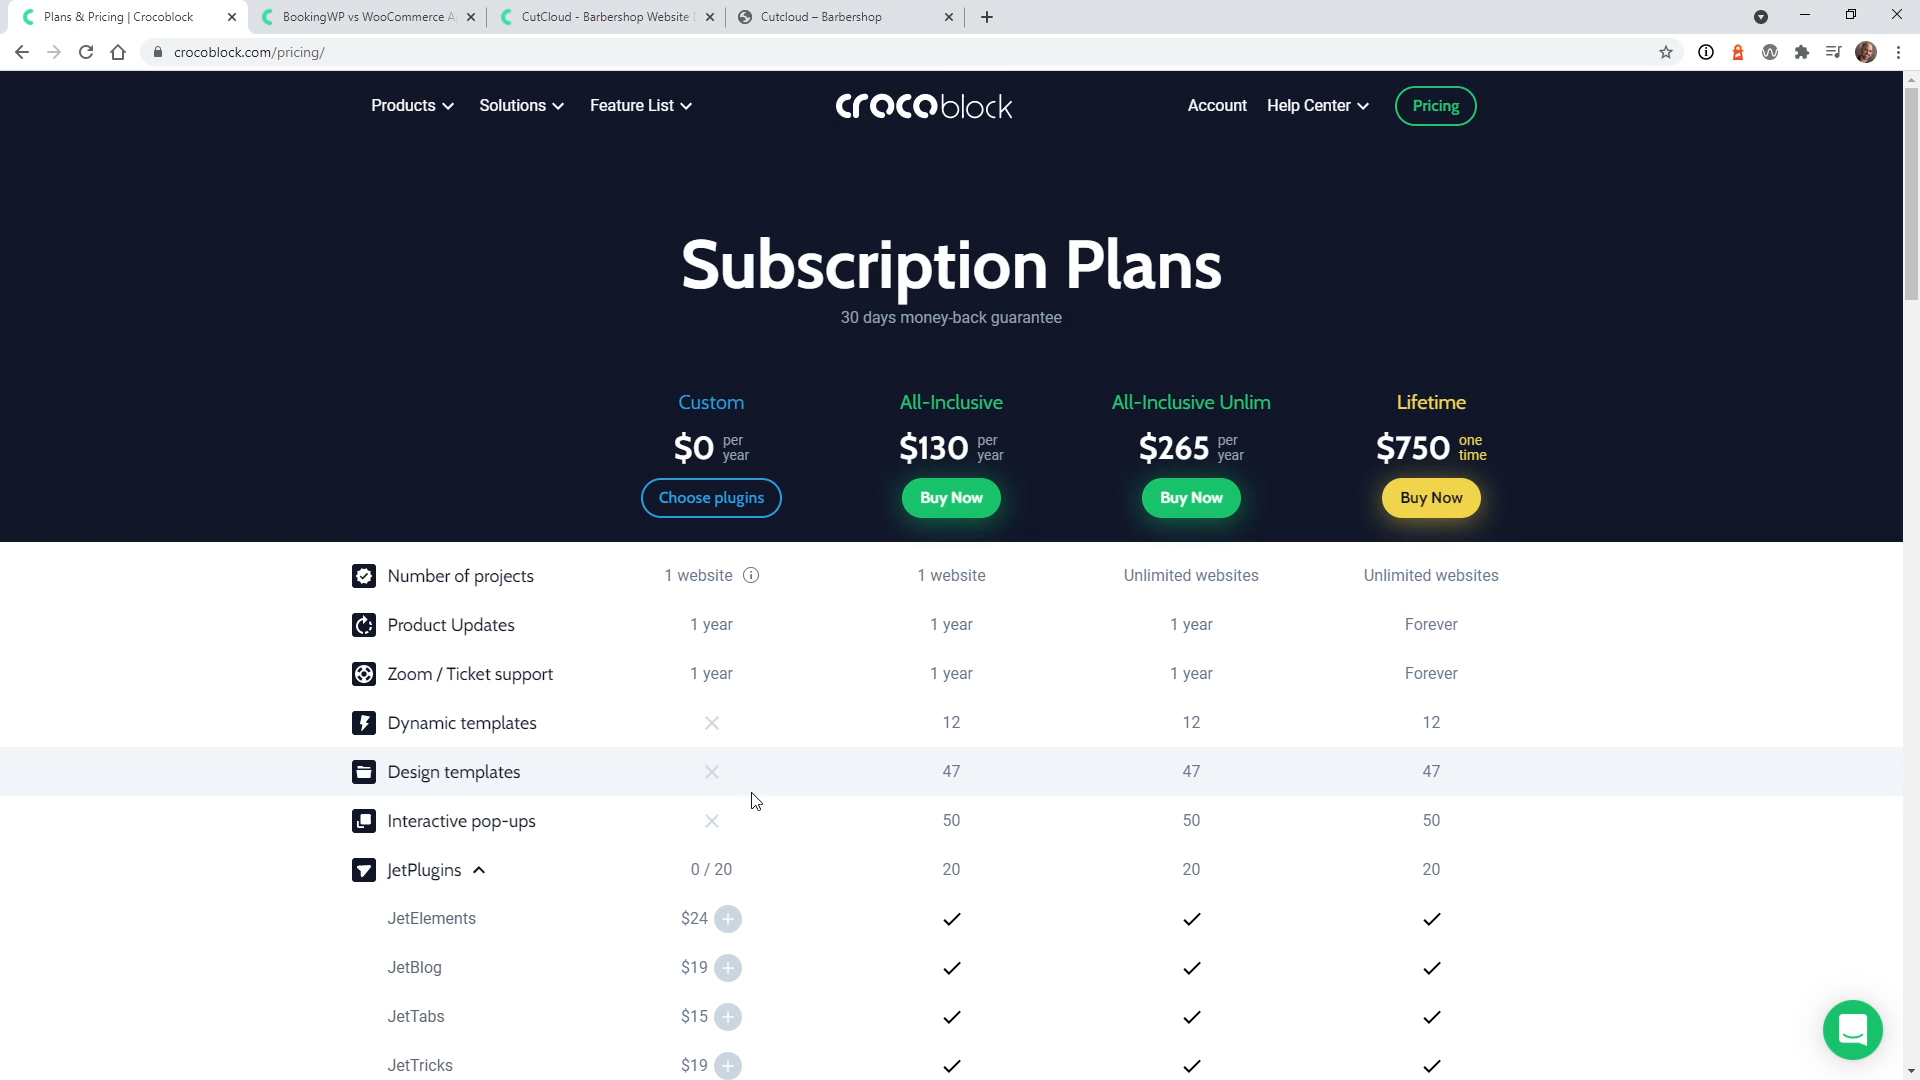 Plans & Pricing | Crocoblock
BookingWP vs WooCommerce A
CutCloud - Barbershop Website
Cutcloud – Barbershop
crocoblock.com/pricing/
Products
Solutions
Feature List
crocoblock
Account
Help Center
Pricing
Subscription Plans
30 days money-back guarantee
Custom
All-Inclusive
All-Inclusive Unlim
Lifetime
$0 per year
$130 per year
$265 per year
$750 one time
Choose plugins
Buy Now
Buy Now
Buy Now
Number of projects 1 website 1 website Unlimited websites Unlimited websites
Product Updates 1 year 1 year 1 year Forever
Zoom / Ticket support 1 year 1 year 1 year Forever
Dynamic templates 12 12 12
Design templates 47 47 47
Interactive pop-ups 50 50 50
JetPlugins 0 / 20 20 20 20
JetElements $24
JetBlog $19
JetTabs $15
JetTricks $19